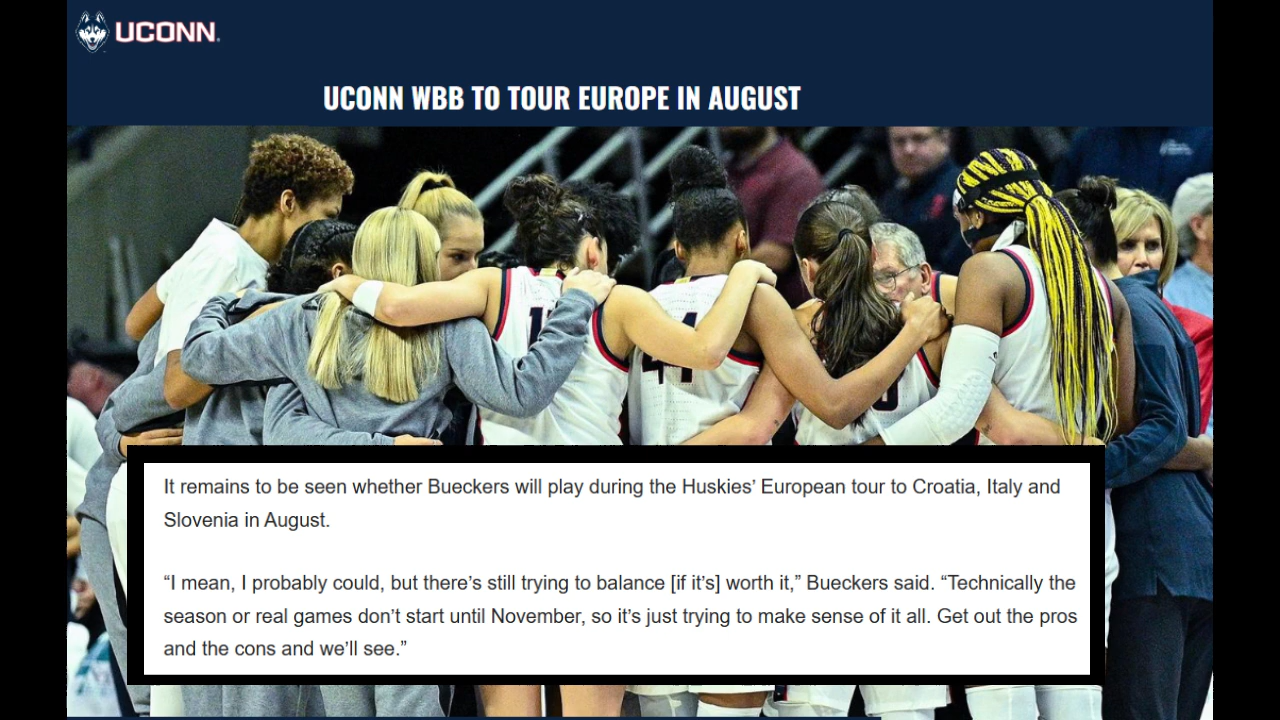 UCONN
UCONN WBB TO TOUR EUROPE IN AUGUST
44
It remains to be seen whether Bueckers will play during the Huskies’ European tour to Croatia, Italy and
Slovenia in August.
“I mean, I probably could, but there’s still trying to balance [if it’s] worth it,” Bueckers said. “Technically the
season or real games don’t start until November, so it’s just trying to make sense of it all. Get out the pros
and the cons and we’ll see.”